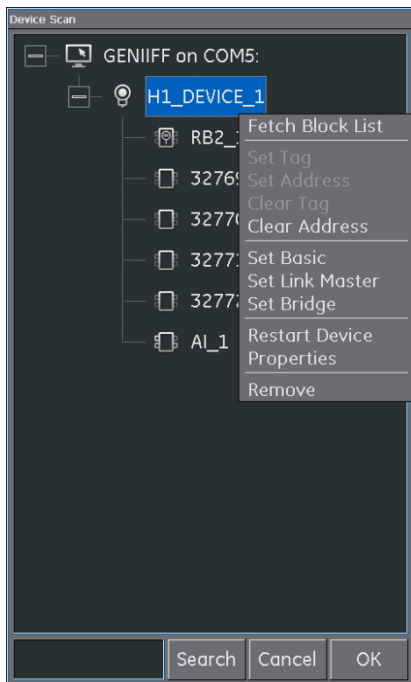 Device Scan
GENIIFF on COM5:
H1_DEVICE_1
Fetch Block List
Set Tag
Set Address
Clear Tag
Clear Address
Set Basic
Set Link Master
Set Bridge
Restart Device
Properties
Remove
AI_1
Search Cancel OK